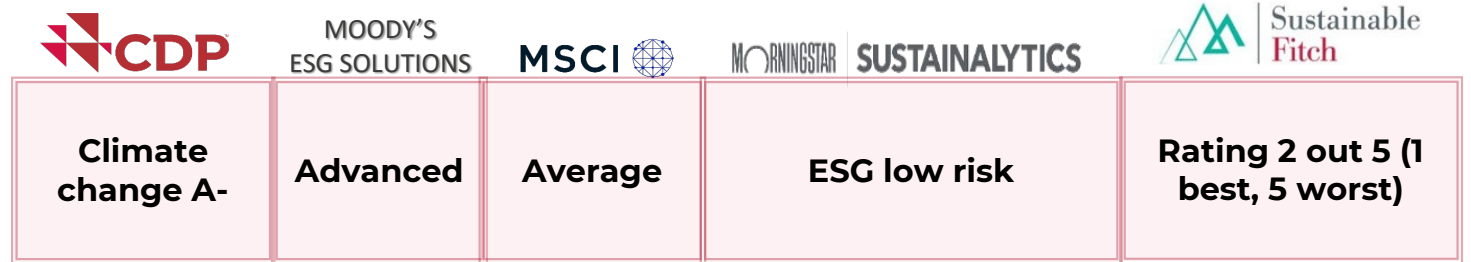 CDP
MOODY'S
ESG SOLUTIONS
MSCI
MORNINGSTAR SUSTAINALYTICS
Sustainable
Fitch
Climate
change A-
Advanced
Average
ESG low risk
Rating 2 out 5 (1
best, 5 worst)